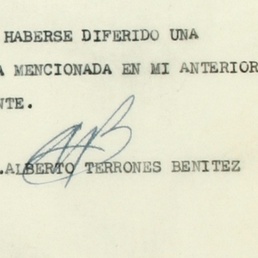 HABERSE DIFERIDO UNA
A MENCIONADA EN MI ANTERIOR
NTE.
.ALBERTO TERRONES BENITEZ